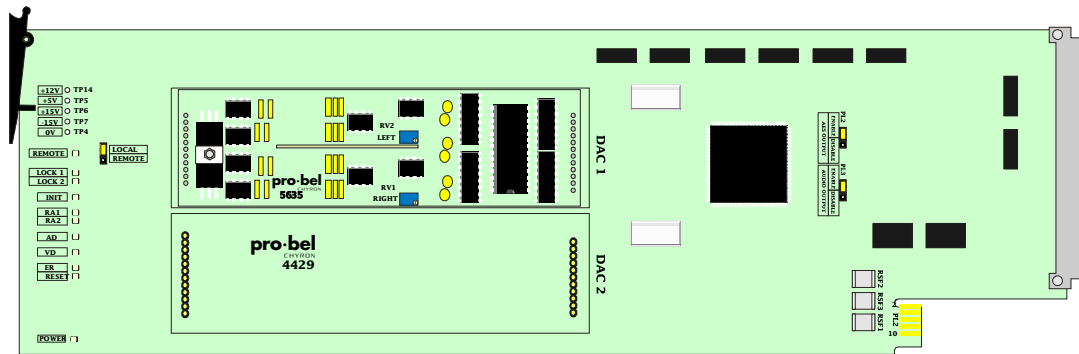 +12V TP14
+5V TP5
+15V TP6
-15V TP7
0V TP4
REMOTE
LOCAL
REMOTE
LOCK 1
LOCK 2
INIT
RA1
RA2
AD
VD
ER
RESET
POWER
pro·bel
CHYRON
5635
RV2
LEFT
RV1
RIGHT
DAC 1
pro·bel
CHYRON
4429
DAC 2
PL2
ENABLE
DISABLE
AES OUTPUT
PL3
ENABLE
DISABLE
AUDIO OUTPUT
RSF2
RSF3
RSF1
PL2
10